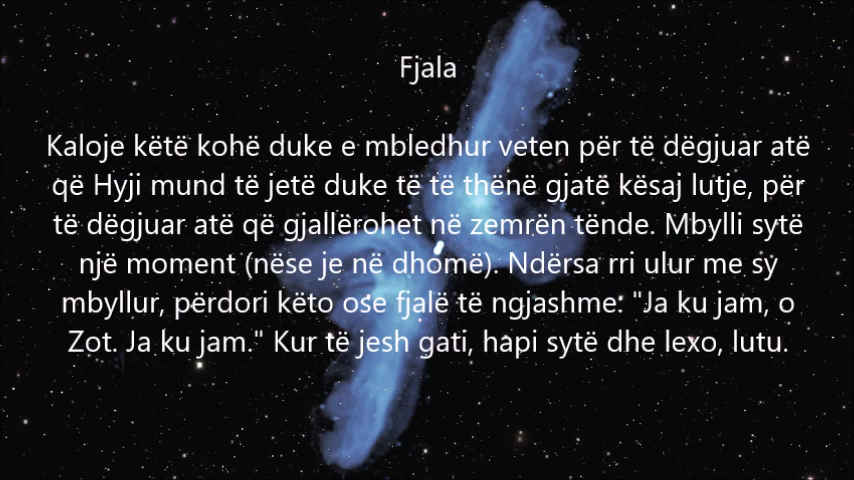 Fjala
Kaloje këtë kohë duke e mbledhur veten për të dëgjuar atë
që Hyji mund të jetë duke të të thënë gjatë kësaj lutje, për
të dëgjuar atë që gjallërohet në zemrën tënde. Mbylli sytë
një moment (nëse je në dhomë). Ndërsa rri ulur me sy
mbyllur, përdori këto ose fjalë të ngjashme: "Ja ku jam, o
Zot. Ja ku jam." Kur të jesh gati, hapi sytë dhe lexo, lutu.